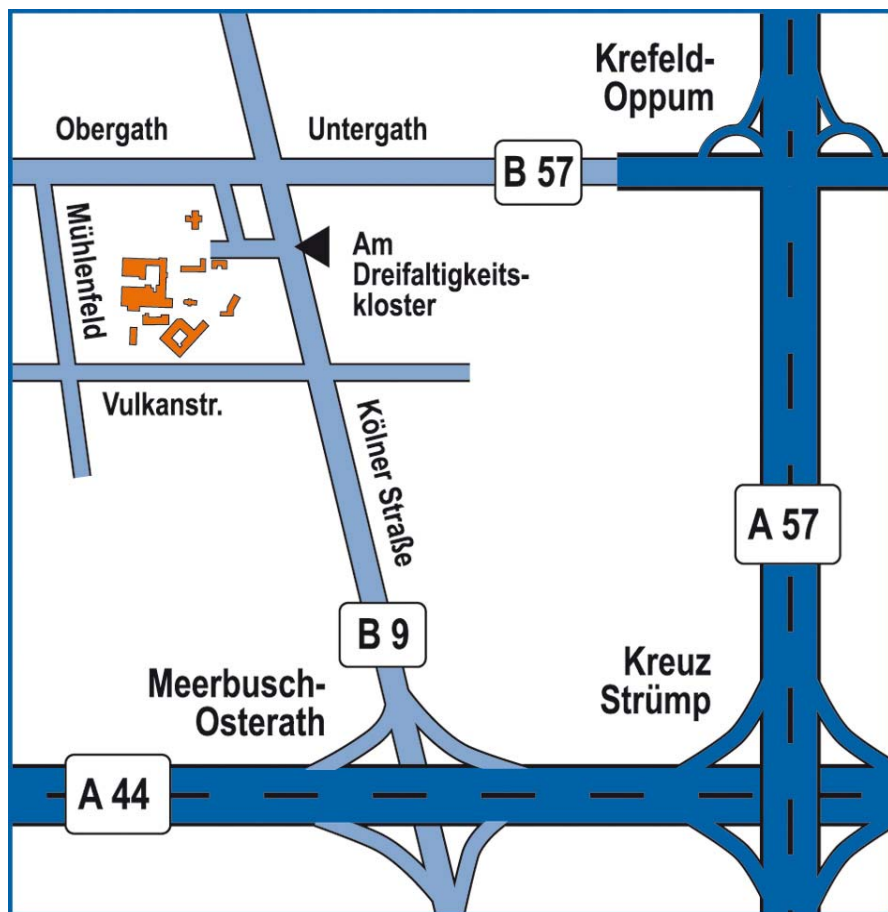 Krefeld-
Oppum
Obergath
Untergath
B 57
Mühlenfeld
Am
Dreifaltigkeits-
kloster
Vulkanstr.
Kölner Straße
A 57
B 9
Meerbusch-
Osterath
Kreuz
Strümp
A 44